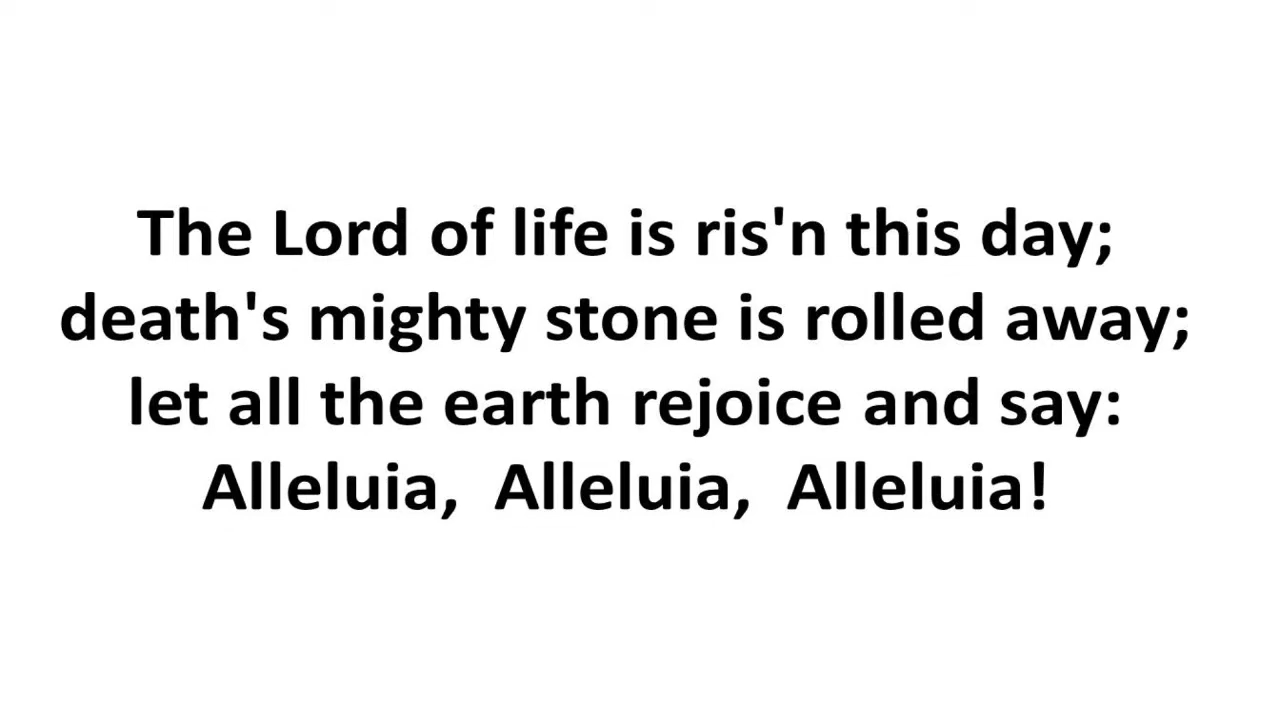 The Lord of life is ris'n this day;
death's mighty stone is rolled away;
let all the earth rejoice and say:
Alleluia, Alleluia, Alleluia!